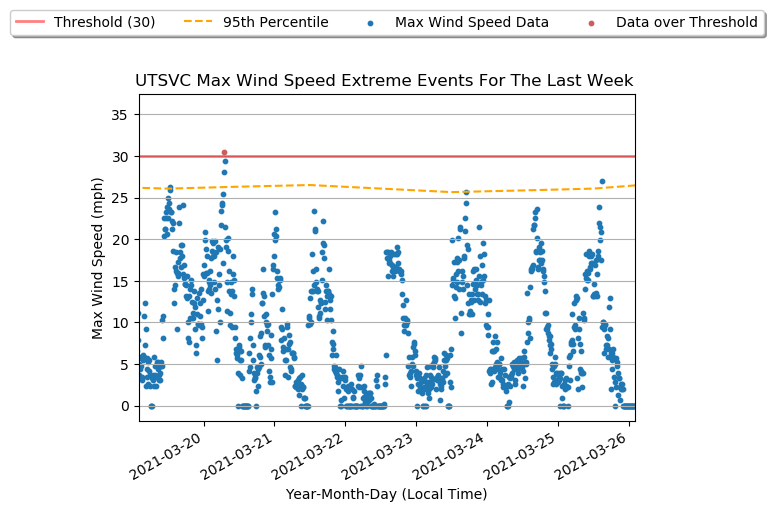 Threshold (30) 95th Percentile Max Wind Speed Data Data over Threshold
UTSVC Max Wind Speed Extreme Events For The Last Week
Max Wind Speed (mph)
35
30
25
20
15
10
5
0
2021-03-20 2021-03-21 2021-03-22 2021-03-23 2021-03-24 2021-03-25 2021-03-26
Year-Month-Day (Local Time)